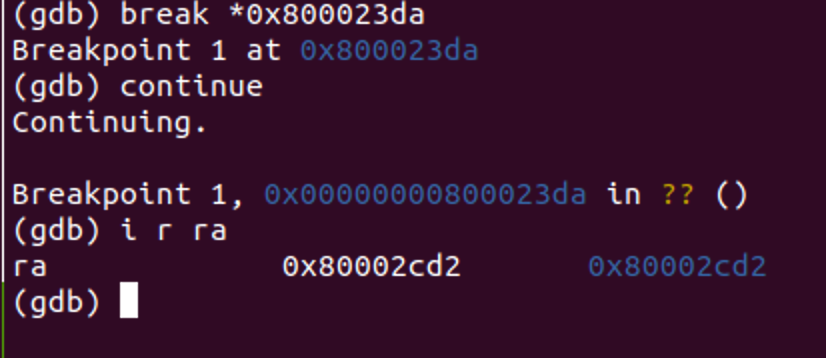 (gdb) break *0x800023da
Breakpoint 1 at 0x800023da
(gdb) continue
Continuing.
Breakpoint 1, 0x00000000800023da in ?? ()
(gdb) i r ra
ra 0x80002cd2 0x80002cd2
(gdb)